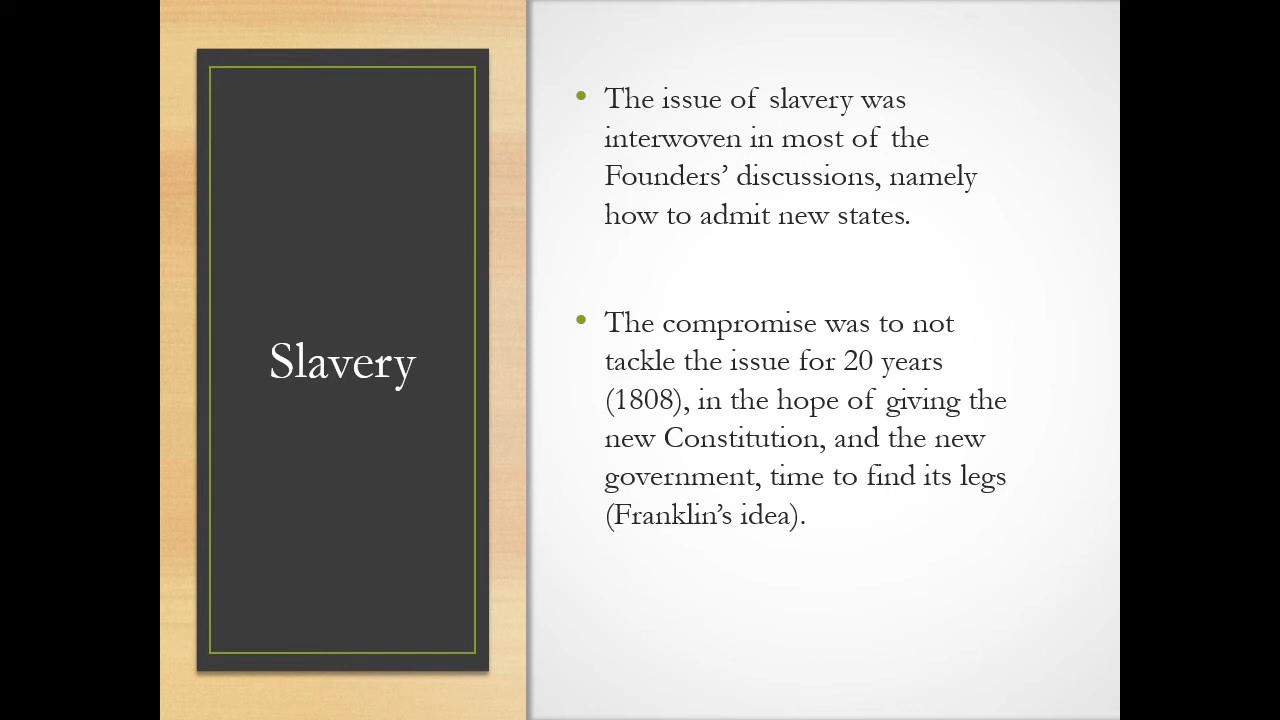 Slavery
The issue of slavery was
interwoven in most of the
Founders’ discussions, namely
how to admit new states.
The compromise was to not
tackle the issue for 20 years
(1808), in the hope of giving the
new Constitution, and the new
government, time to find its legs
(Franklin’s idea).